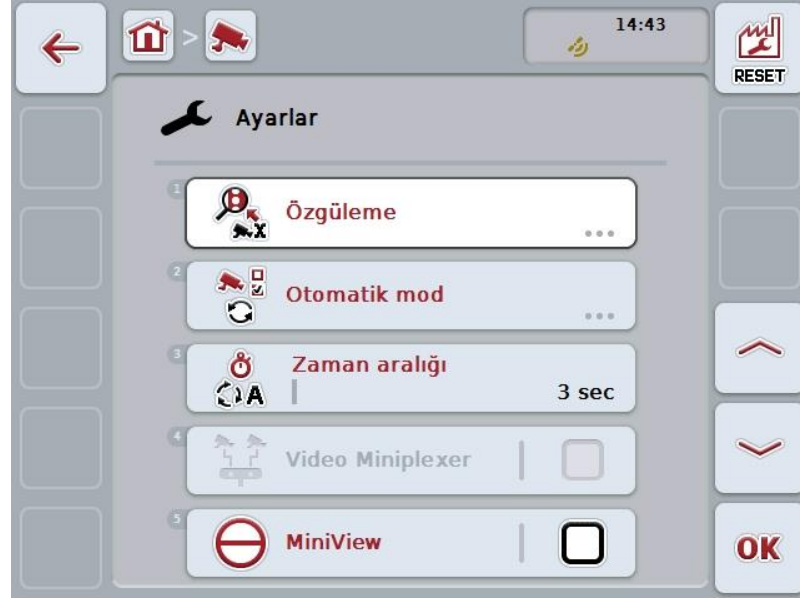 >
14:43
RESET
Ayarlar
1
Özgüleme
...
2
Otomatik mod
...
3
Zaman aralığı
A
3 sec
4
Video Miniplexer
5
MiniView
OK